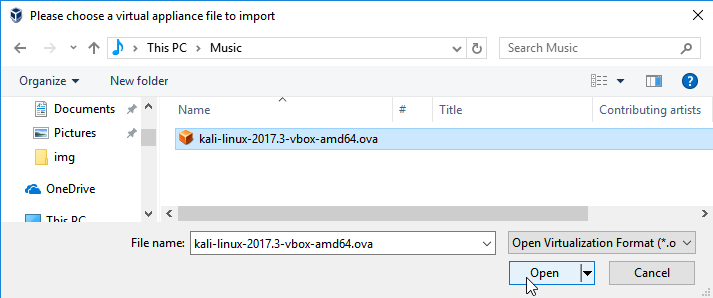 Please choose a virtual appliance file to import
This PC > Music
Search Music
Organize
New folder
Name # Title Contributing artists
Documents
Pictures
img
OneDrive
This PC
kali-linux-2017.3-vbox-amd64.ova
File name: kali-linux-2017.3-vbox-amd64.ova
Open Virtualization Format (*.o
Open
Cancel